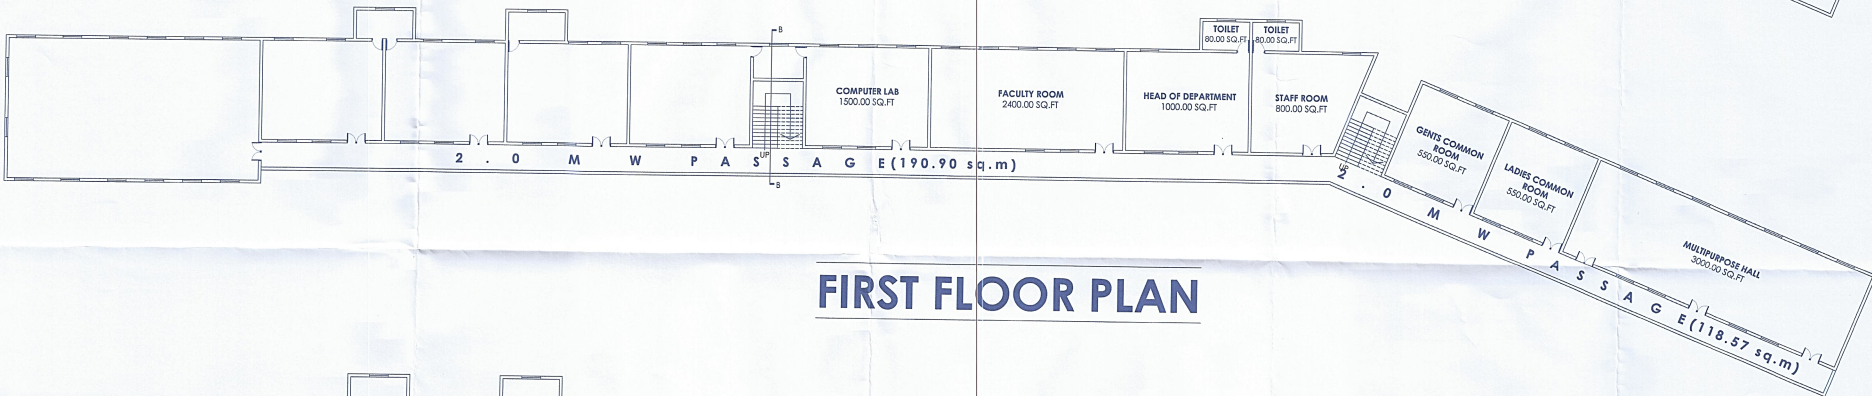 B
TOILET
80.00 SQ.FT
TOILET
80.00 SQ.FT
COMPUTER LAB
1500.00 SQ.FT
FACULTY ROOM
2400.00 SQ.FT
HEAD OF DEPARTMENT
1000.00 SQ.FT
STAFF ROOM
800.00 SQ.FT
GENTS COMMON
ROOM
550.00 SQ.FT
LADIES COMMON
ROOM
550.00 SQ.FT
MULTIPURPOSE HALL
3000.00 SQ.FT
UP
UP
2.0 M W PASSAGE(190.90 sq.m)
B
2.0 M W PASSAGE(118.57 sq.m)
FIRST FLOOR PLAN